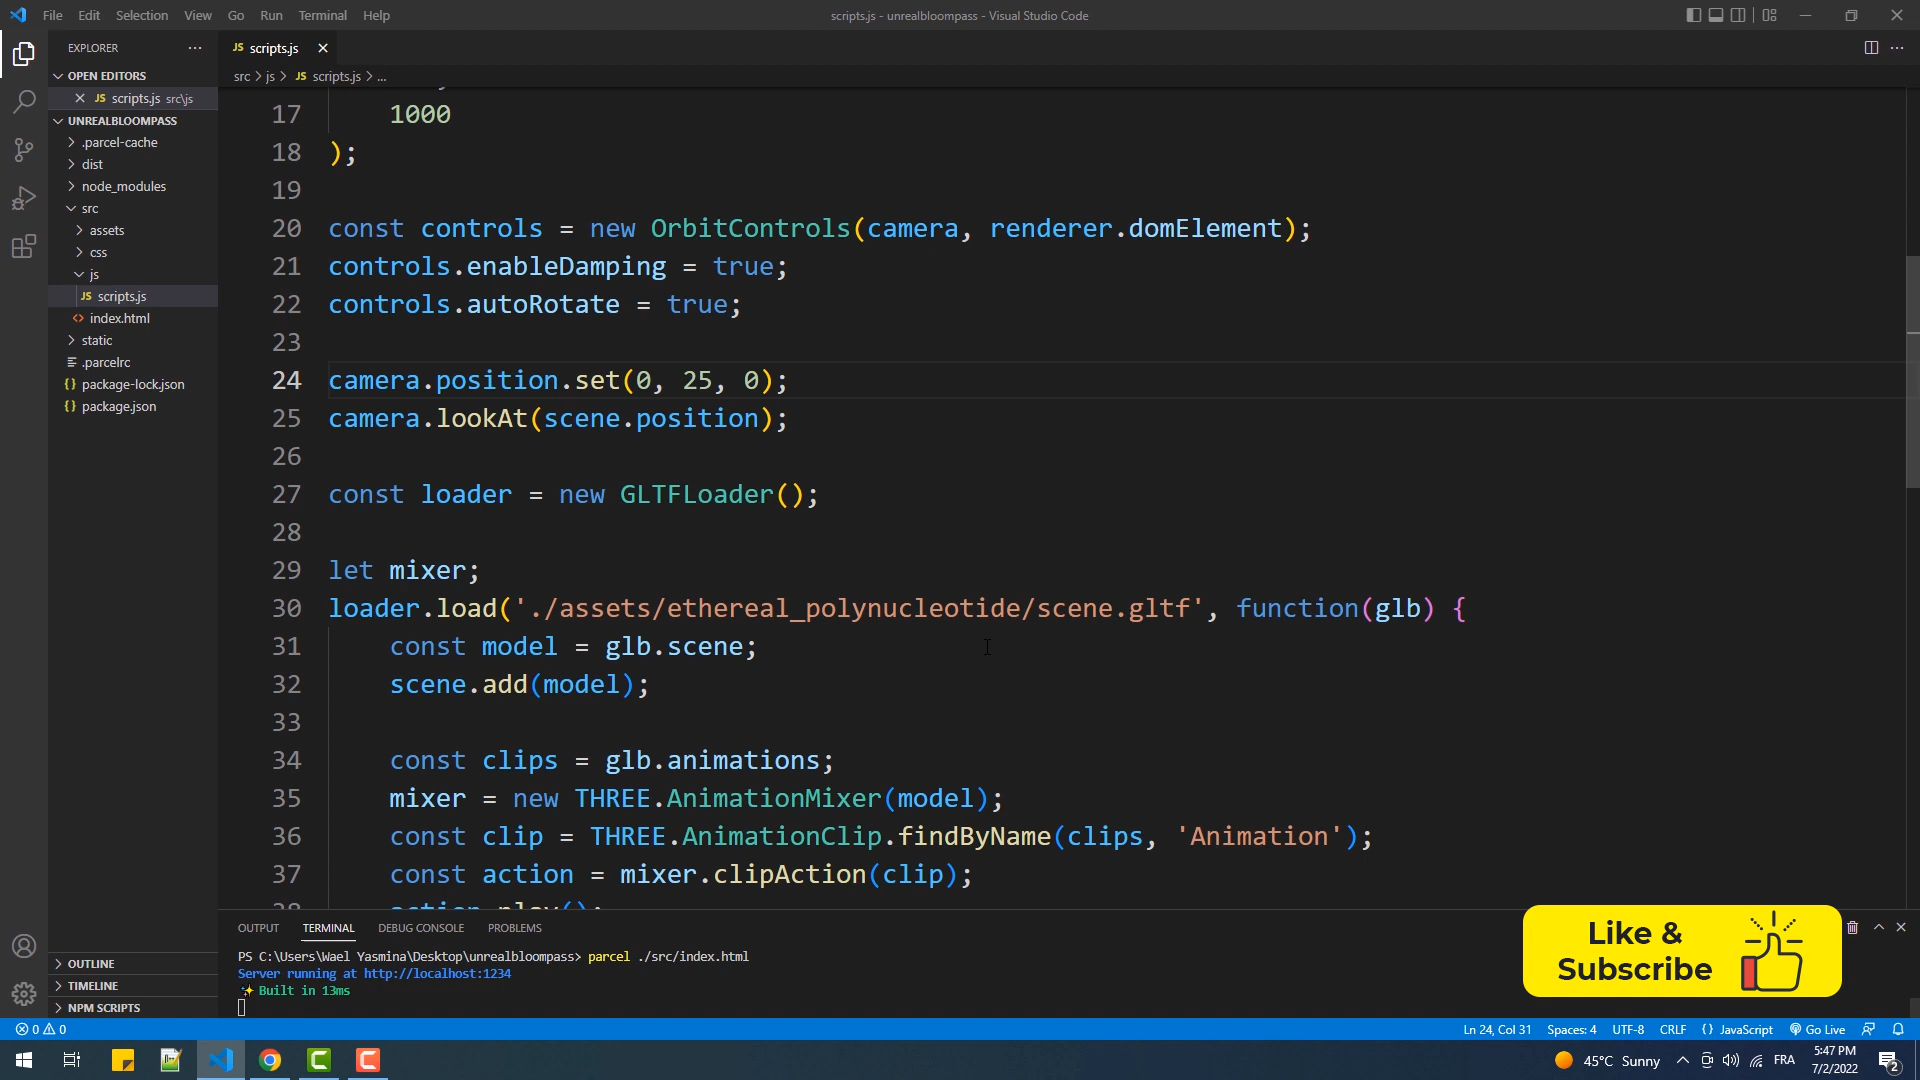 File Edit Selection View Go Run Terminal Help
scripts.js - unrealbloompass - Visual Studio Code
EXPLORER
JS scripts.js
OPEN EDITORS
JS scripts.js src\js
UNREALBLOOMPASS
.parcel-cache
dist
node_modules
src
assets
css
js
JS scripts.js
<> index.html
static
.parcelrc
{} package-lock.json
{} package.json
OUTLINE
TIMELINE
NPM SCRIPTS
src > js > JS scripts.js > ...
17 1000
18 );
19
20 const controls = new OrbitControls(camera, renderer.domElement);
21 controls.enableDamping = true;
22 controls.autoRotate = true;
23
24 camera.position.set(0, 25, 0);
25 camera.lookAt(scene.position);
26
27 const loader = new GLTFLoader();
28
29 let mixer;
30 loader.load('./assets/ethereal_polynucleotide/scene.gltf', function(glb) {
31 const model = glb.scene;
32 scene.add(model);
33
34 const clips = glb.animations;
35 mixer = new THREE.AnimationMixer(model);
36 const clip = THREE.AnimationClip.findByName(clips, 'Animation');
37 const action = mixer.clipAction(clip);
38 action.play();
OUTPUT TERMINAL DEBUG CONSOLE PROBLEMS
PS C:\Users\Wael Yasmina\Desktop\unrealbloompass> parcel ./src/index.html
Server running at http://localhost:1234
✨ Built in 13ms
Like &
Subscribe
0 0
Ln 24, Col 31 Spaces: 4 UTF-8 CRLF {} JavaScript Go Live
45°C Sunny
FRA
5:47 PM
7/2/2022
2